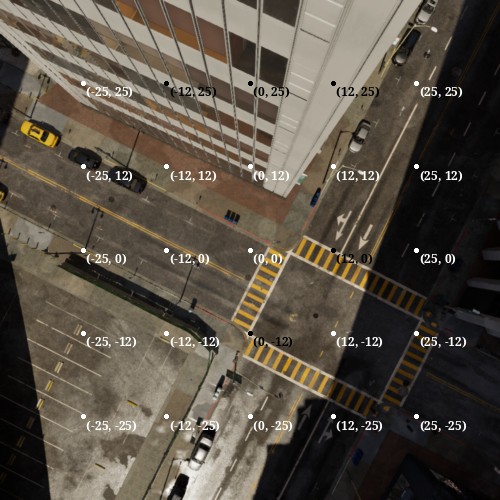 (-25, 25) (-12, 25) (0, 25) (12, 25) (25, 25)
(-25, 12) (-12, 12) (0, 12) (12, 12) (25, 12)
(-25, 0) (-12, 0) (0, 0) (12, 0) (25, 0)
(-25, -12) (-12, -12) (0, -12) (12, -12) (25, -12)
(-25, -25) (-12, -25) (0, -25) (12, -25) (25, -25)